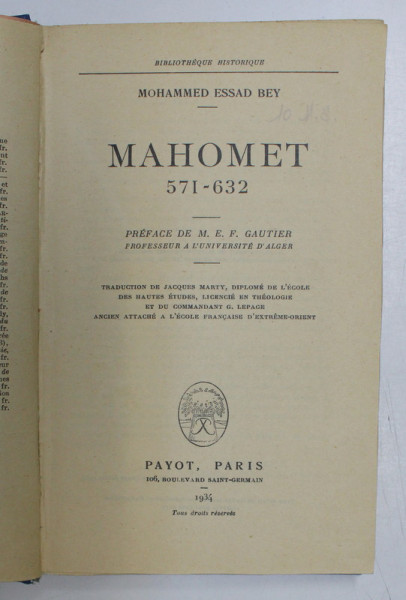 BIBLIOTHÈQUE HISTORIQUE
MOHAMMED ESSAD BEY
MAHOMET
571-632
PRÉFACE DE M. E. F. GAUTIER
PROFESSEUR A L'UNIVERSITÉ D'ALGER
TRADUCTION DE JACQUES MARTY, DIPLOMÉ DE L'ÉCOLE
DES HAUTES ÉTUDES, LICENCIÉ EN THÉOLOGIE
ET DU COMMANDANT G. LEPAGE
ANCIEN ATTACHÉ A L'ÉCOLE FRANÇAISE D'EXTRÊME-ORIENT
PAYOT, PARIS
106, BOULEVARD SAINT-GERMAIN
1934
Tous droits réservés